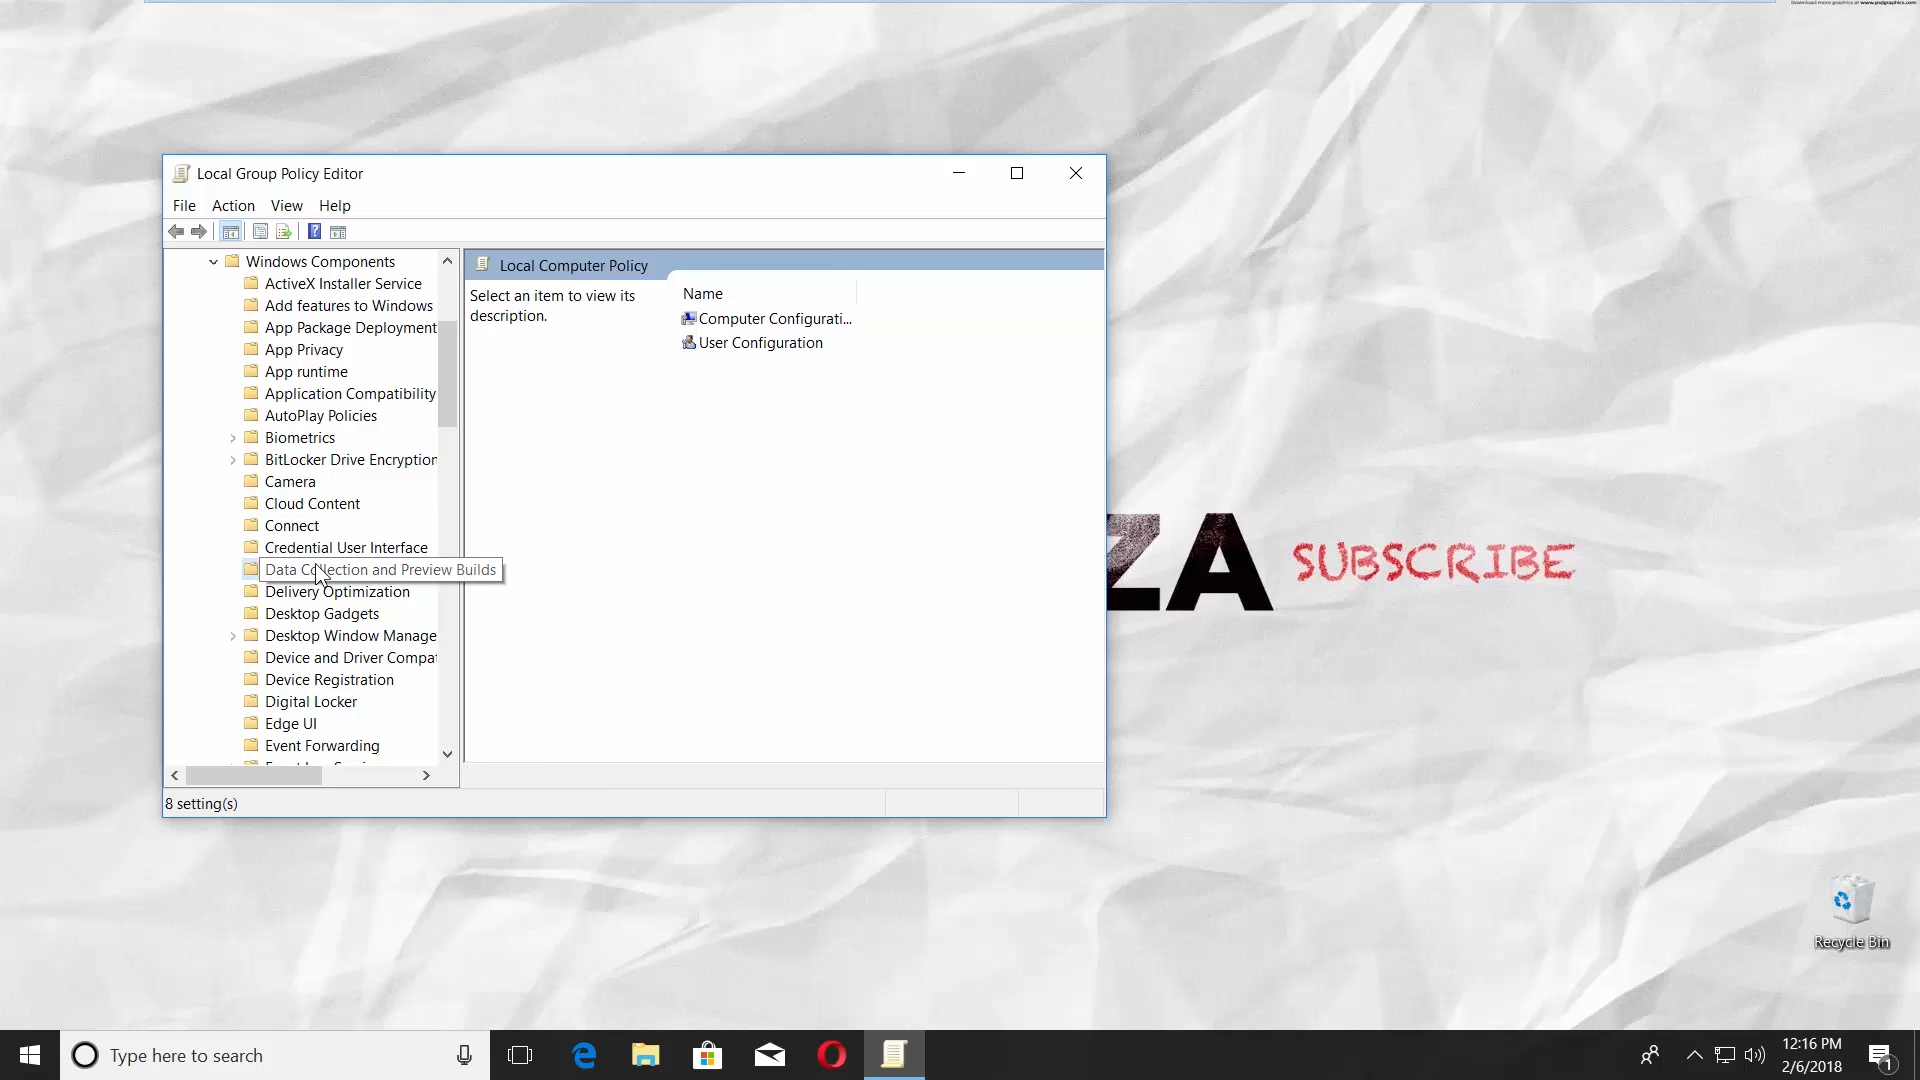 Download more graphics at www.psdgraphics.com
Local Group Policy Editor
File Action View Help
Windows Components
ActiveX Installer Service
Add features to Windows
App Package Deployment
App Privacy
App runtime
Application Compatibility
AutoPlay Policies
Biometrics
BitLocker Drive Encryption
Camera
Cloud Content
Connect
Credential User Interface
Data Collection and Preview Builds
Delivery Optimization
Desktop Gadgets
Desktop Window Manage
Device and Driver Compat
Device Registration
Digital Locker
Edge UI
Event Forwarding
8 setting(s)
Local Computer Policy
Select an item to view its
description.
Name
Computer Configurati...
User Configuration
ZA SUBSCRIBE
Recycle Bin
Type here to search
12:16 PM
2/6/2018
1